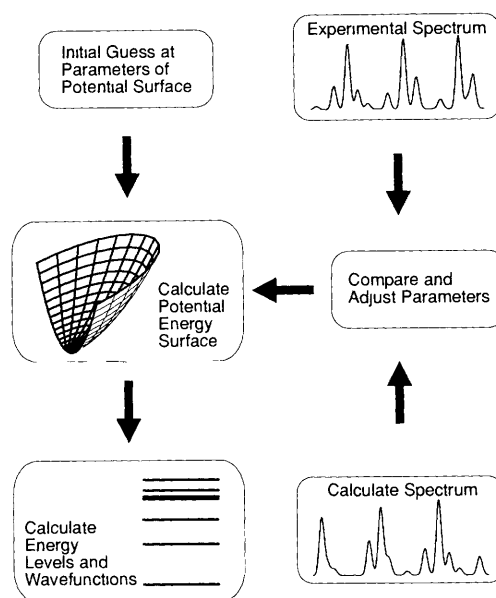 Initial Guess at
Parameters of
Potential Surface
Experimental Spectrum
Calculate
Potential
Energy
Surface
Compare and
Adjust Parameters
Calculate
Energy
Levels and
Wavefunctions
Calculate Spectrum